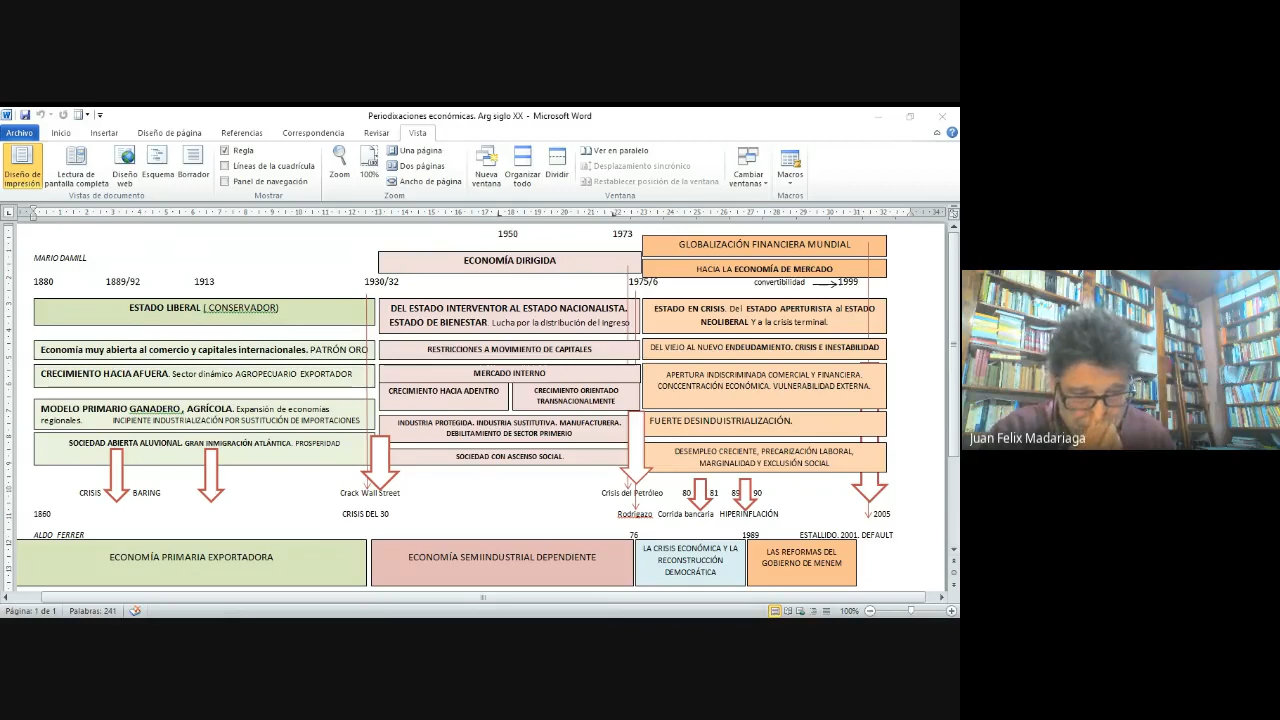 Periodixaciones económicas. Arg siglo XX - Microsoft Word
Archivo Inicio Insertar Diseño de página Referencias Correspondencia Revisar Vista
Diseño de impresión
Lectura de pantalla completa
Diseño web
Esquema
Borrador
Vistas de documento
Regla
Líneas de la cuadrícula
Panel de navegación
Mostrar
Zoom
100%
Una página
Dos páginas
Ancho de página
Zoom
Nueva ventana
Organizar todo
Dividir
Ver en paralelo
Desplazamiento sincrónico
Restablecer posición de la ventana
Ventana
Cambiar ventanas
Macros
Macros
1950 1973
GLOBALIZACIÓN FINANCIERA MUNDIAL
MARIO DAMILL
ECONOMÍA DIRIGIDA
HACIA LA ECONOMÍA DE MERCADO
1880 1889/92 1913 1930/32 1975/6 convertibilidad 1999
ESTADO LIBERAL ( CONSERVADOR)
DEL ESTADO INTERVENTOR AL ESTADO NACIONALISTA.
ESTADO DE BIENESTAR. Lucha por la distribución del ingreso
ESTADO EN CRISIS. Del ESTADO APERTURISTA al ESTADO
NEOLIBERAL Y a la crisis terminal.
Economía muy abierta al comercio y capitales internacionales. PATRÓN ORO
RESTRICCIONES A MOVIMIENTO DE CAPITALES
DEL VIEJO AL NUEVO ENDEUDAMIENTO. CRISIS E INESTABILIDAD
CRECIMIENTO HACIA AFUERA. Sector dinámico AGROPECUARIO EXPORTADOR
MERCADO INTERNO
CRECIMIENTO HACIA ADENTRO
CRECIMIENTO ORIENTADO
TRANSNACIONALMENTE
APERTURA INDISCRIMINADA COMERCIAL Y FINANCIERA.
CONCCENTRACIÓN ECONÓMICA. VULNERABILIDAD EXTERNA.
MODELO PRIMARIO GANADERO, AGRÍCOLA. Expansión de economías
regionales. INCIPIENTE INDUSTRIALIZACIÓN POR SUSTITUCIÓN DE IMPORTACIONES
INDUSTRIA PROTEGIDA. INDUSTRIA SUSTITUTIVA. MANUFACTURERA.
DEBILITAMIENTO DE SECTOR PRIMERIO
FUERTE DESINDUISTRIALIZACIÓN.
SOCIEDAD ABIERTA ALUVIONAL. GRAN INMIGRACIÓN ATLÁNTICA. PROSPERIDAD
SOCIEDAD CON ASCENSO SOCIAL.
DESEMPLEO CRECIENTE, PRECARIZACIÓN LABORAL,
MARGINALIDAD Y EXCLUSIÓN SOCIAL
CRISIS BARING Crack Wall Street Crisis del Petróleo 80 81 89 90
1860 CRISIS DEL 30 Rodrigazo Corrida bancaria HIPERINFLACIÓN 2005
ALDO FERRER 76 1989 ESTALLIDO. 2001. DEFAULT
ECONOMÍA PRIMARIA EXPORTADORA
ECONOMÍA SEMIINDUSTRIAL DEPENDIENTE
LA CRISIS ECONÓMICA Y LA
RECONSTRUCCIÓN
DEMOCRÁTICA
LAS REFORMAS DEL
GOBIERNO DE MENEM
Página: 1 de 1 Palabras: 241 100%
Juan Felix Madariaga